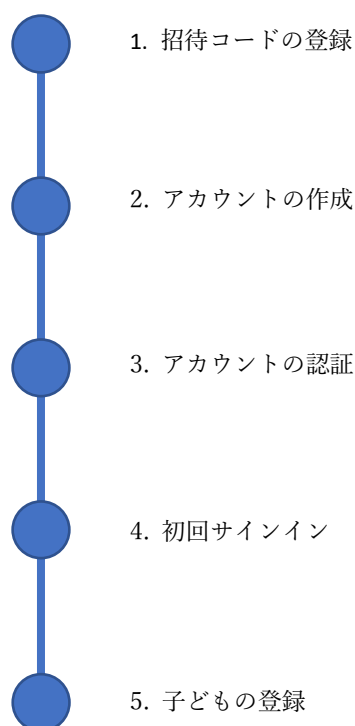 1. 招待コードの登録
2. アカウントの作成
3. アカウントの認証
4. 初回サインイン
5. 子どもの登録